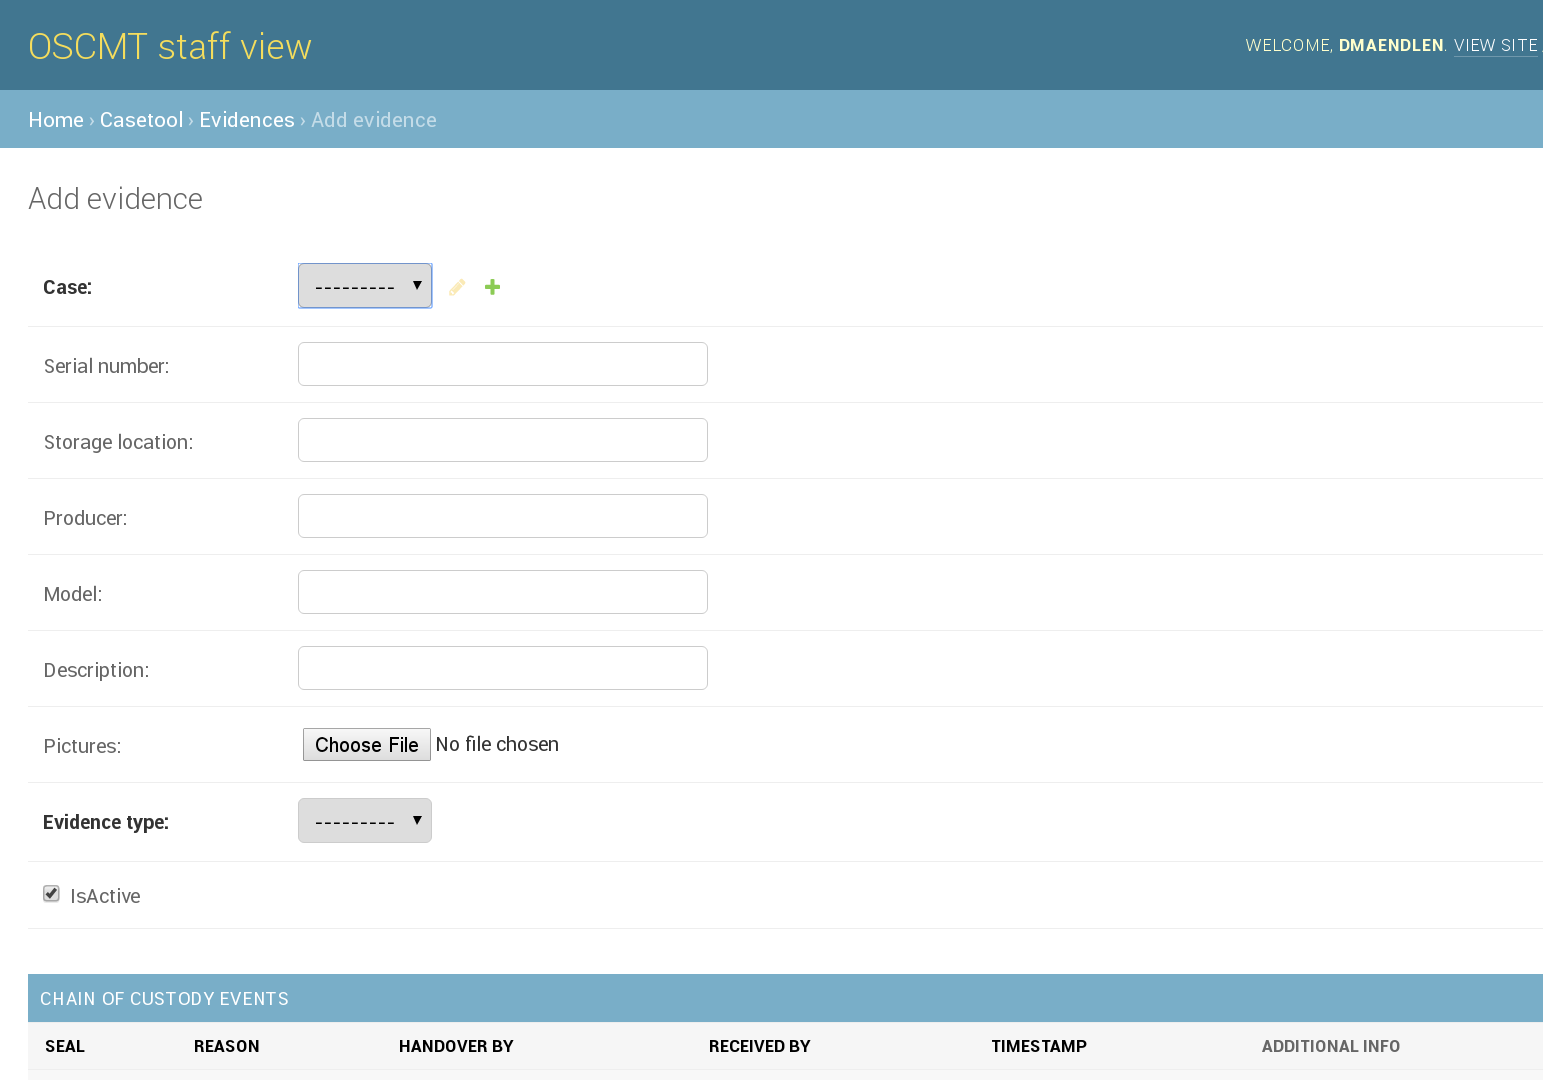 OSCMT staff view
WELCOME, DMAENDLEN. VIEW SITE
Home › Casetool › Evidences › Add evidence
Add evidence
Case: ---------
Serial number:
Storage location:
Producer:
Model:
Description:
Pictures: Choose File No file chosen
Evidence type: ---------
IsActive
CHAIN OF CUSTODY EVENTS
SEAL REASON HANDOVER BY RECEIVED BY TIMESTAMP ADDITIONAL INFO